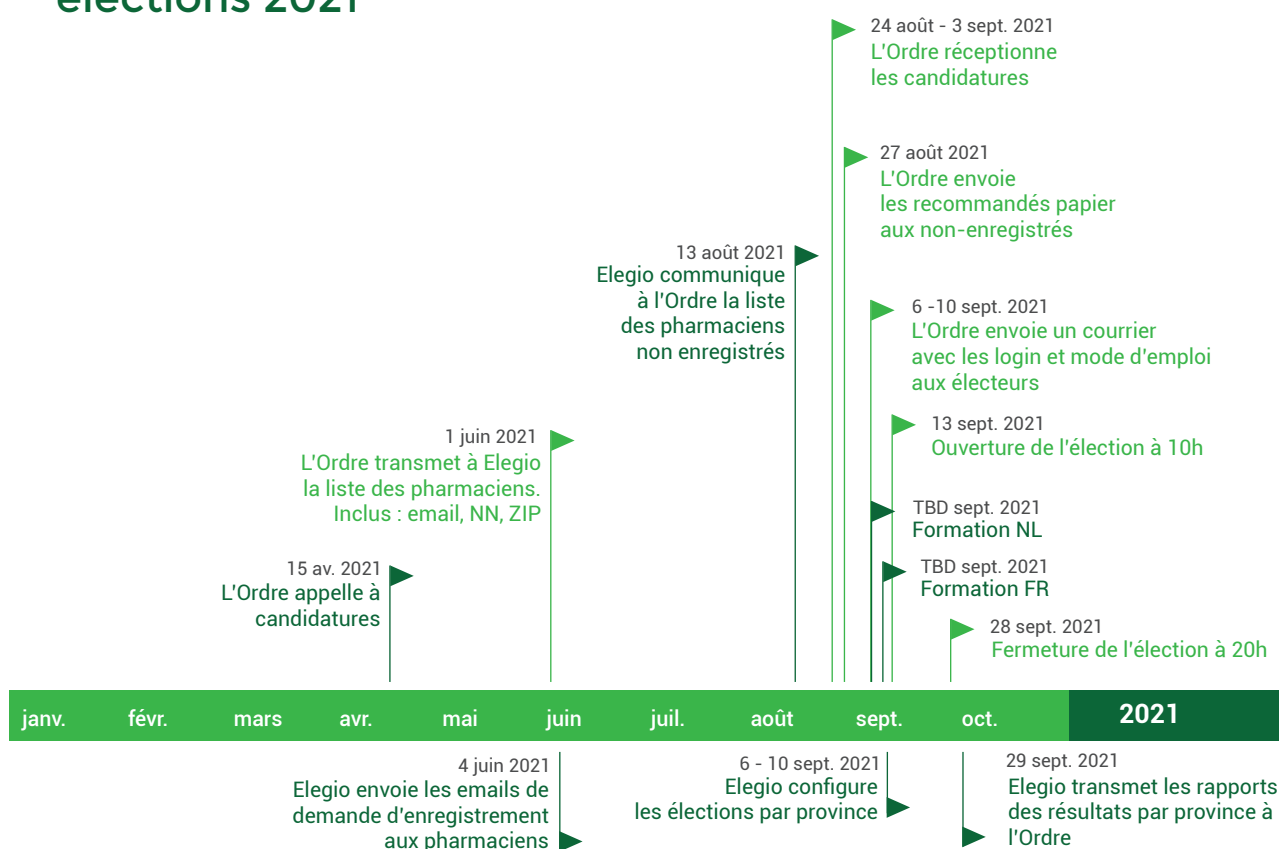 élections 2021
24 août - 3 sept. 2021
L'Ordre réceptionne
les candidatures
27 août 2021
L'Ordre envoie
les recommandés papier
aux non-enregistrés
13 août 2021
Elegio communique
à l'Ordre la liste
des pharmaciens
non enregistrés
6 -10 sept. 2021
L'Ordre envoie un courrier
avec les login et mode d'emploi
aux électeurs
13 sept. 2021
Ouverture de l'élection à 10h
1 juin 2021
L'Ordre transmet à Elegio
la liste des pharmaciens.
Inclus : email, NN, ZIP
TBD sept. 2021
Formation NL
15 av. 2021
L'Ordre appelle à
candidatures
TBD sept. 2021
Formation FR
28 sept. 2021
Fermeture de l'élection à 20h
janv. févr. mars avr. mai juin juil. août sept. oct. 2021
4 juin 2021
Elegio envoie les emails de
demande d'enregistrement
aux pharmaciens
6 - 10 sept. 2021
Elegio configure
les élections par province
29 sept. 2021
Elegio transmet les rapports
des résultats par province à
l'Ordre